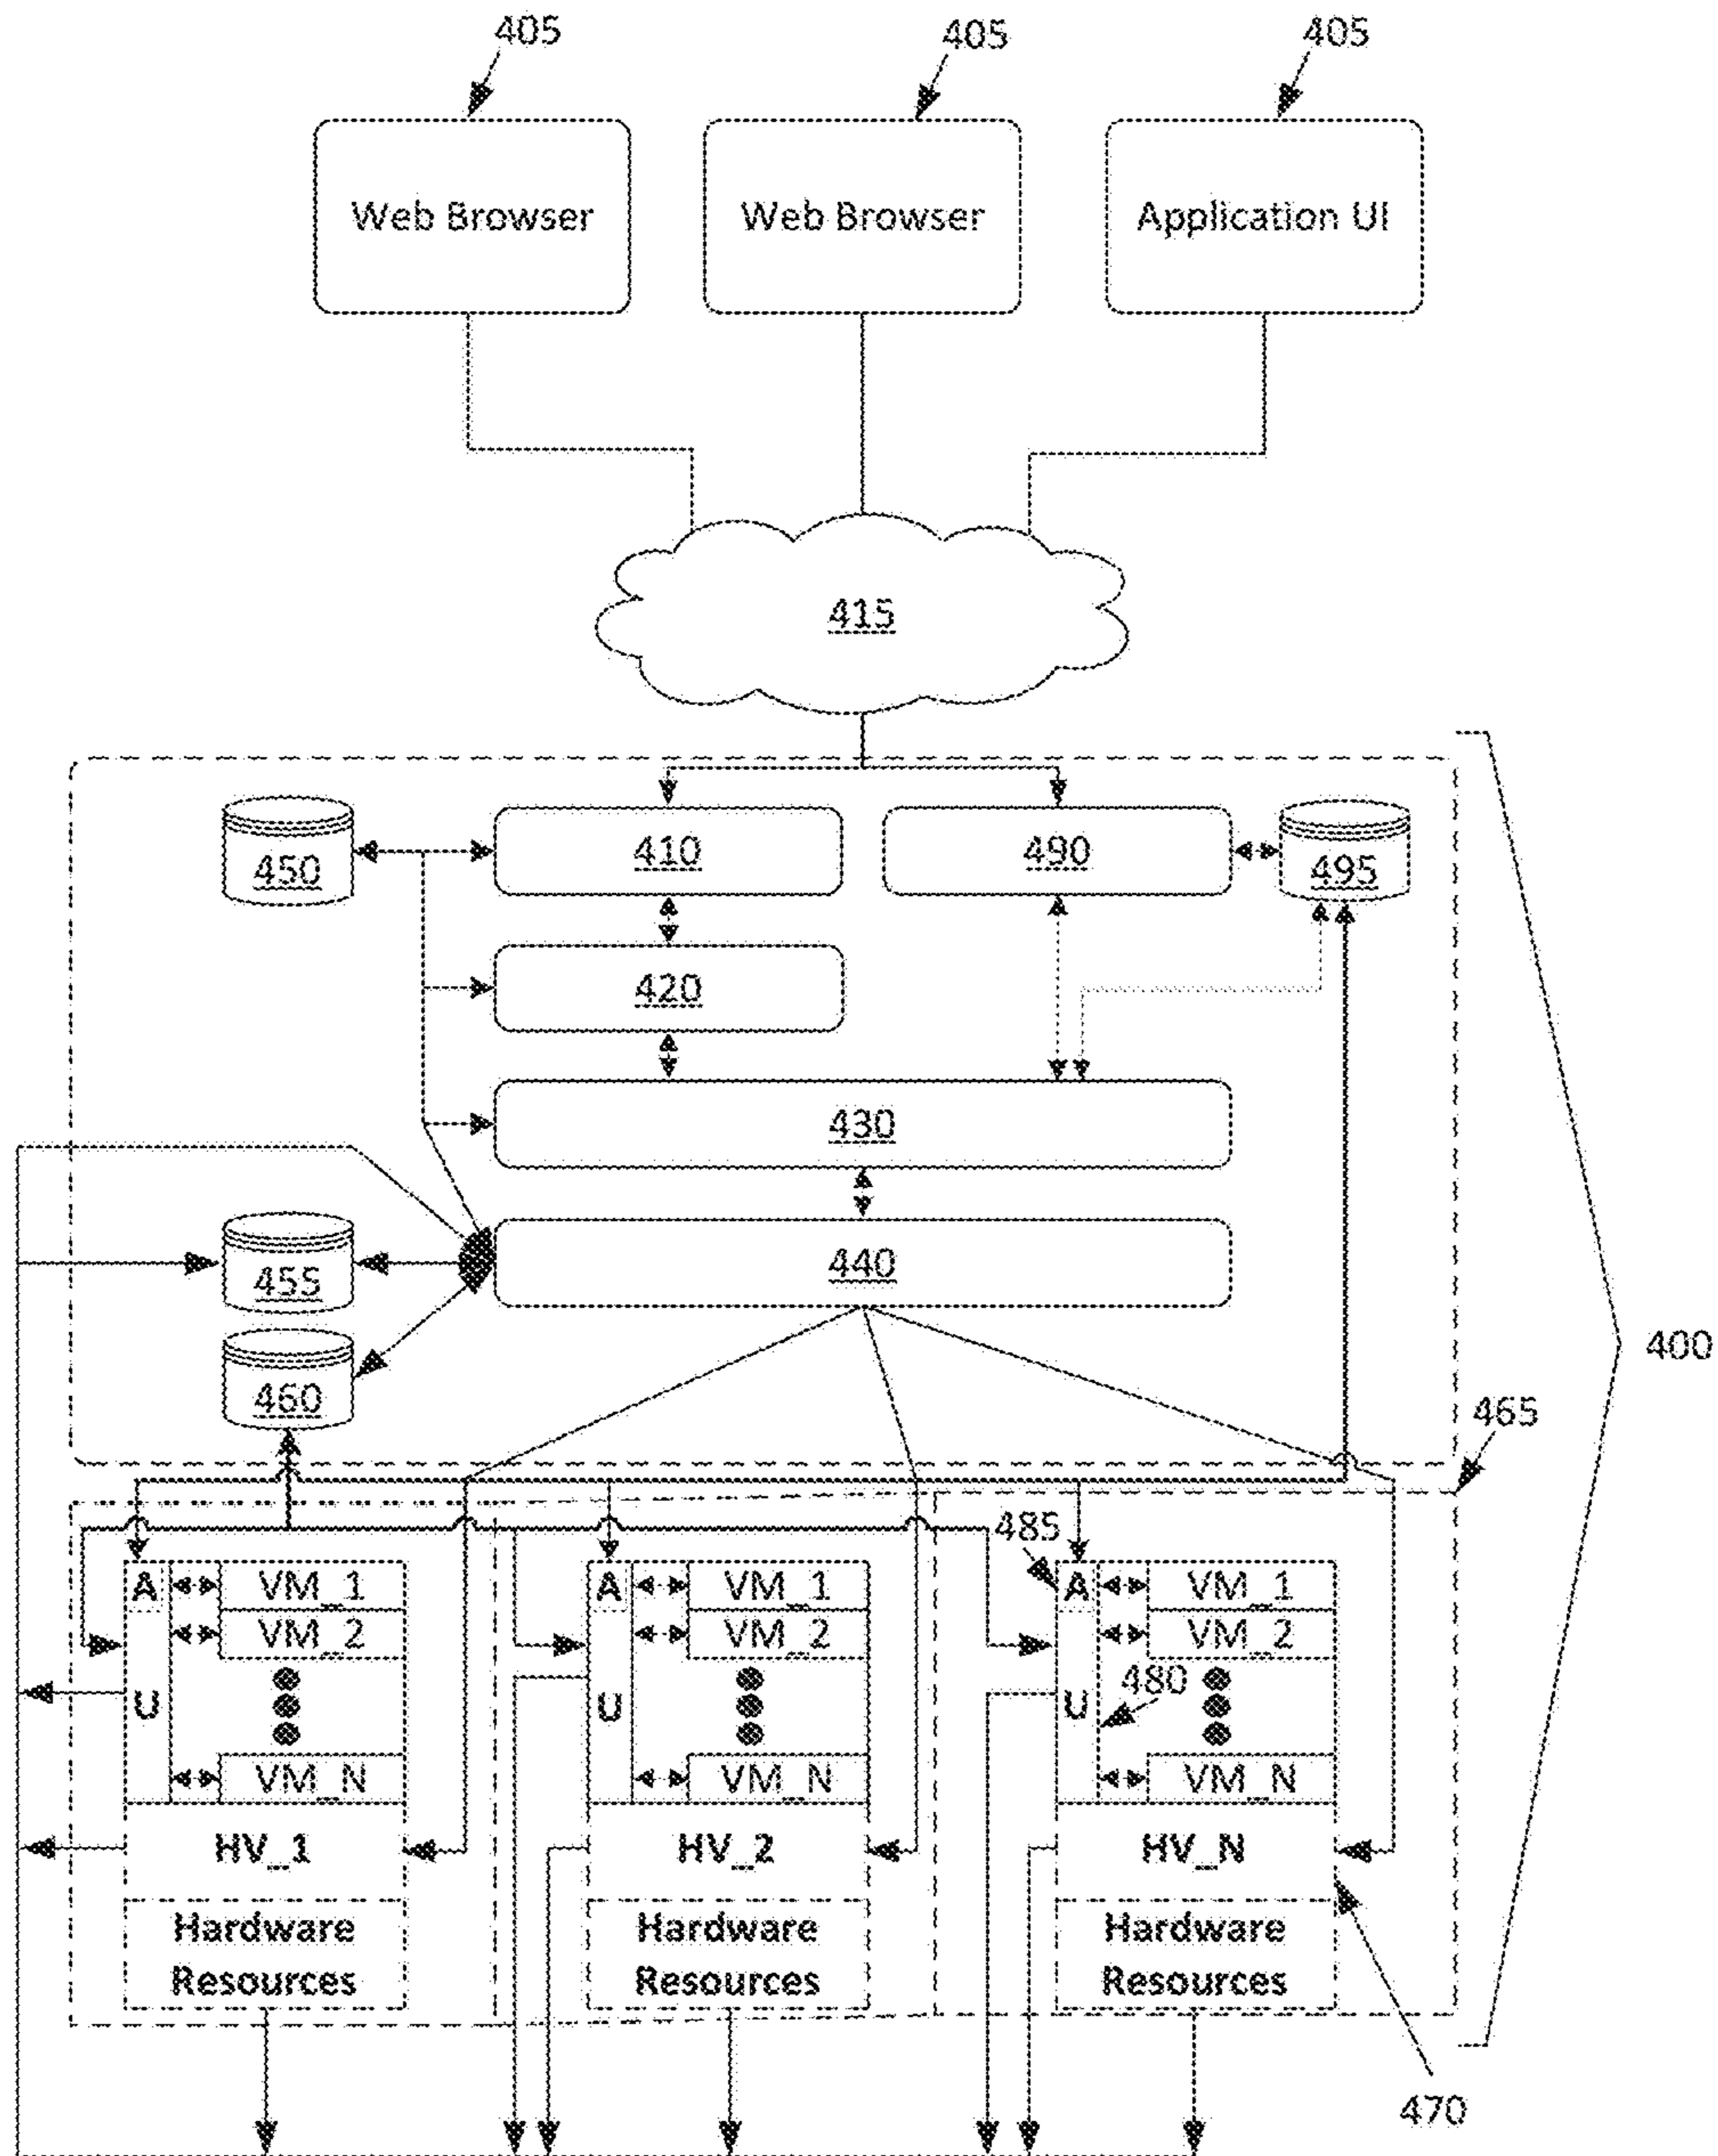 405 405 405
Web Browser Web Browser Application UI
415
450 410 490 495
420
430
455 440
400
460
465
485
A VM_1 A VM_1 A VM_1
VM_2 VM_2 VM_2
480
U U U
VM_N VM_N VM_N
HV_1 HV_2 HV_N
Hardware Hardware Hardware
Resources Resources Resources
470